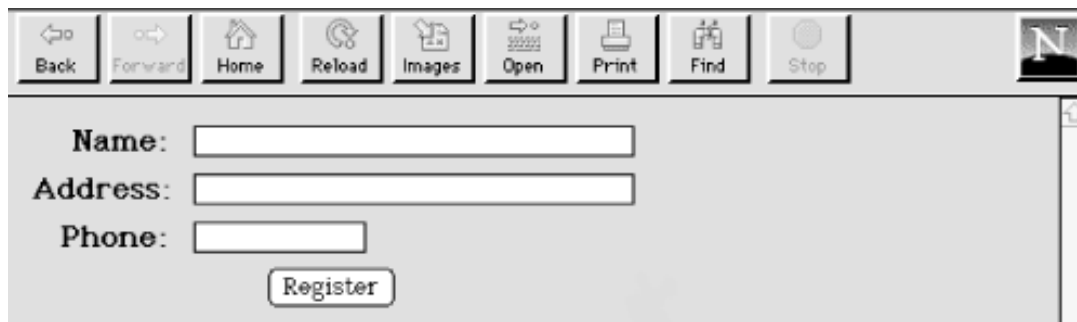 Back Forward Home Reload Images Open Print Find Stop N
Name:
Address:
Phone:
Register